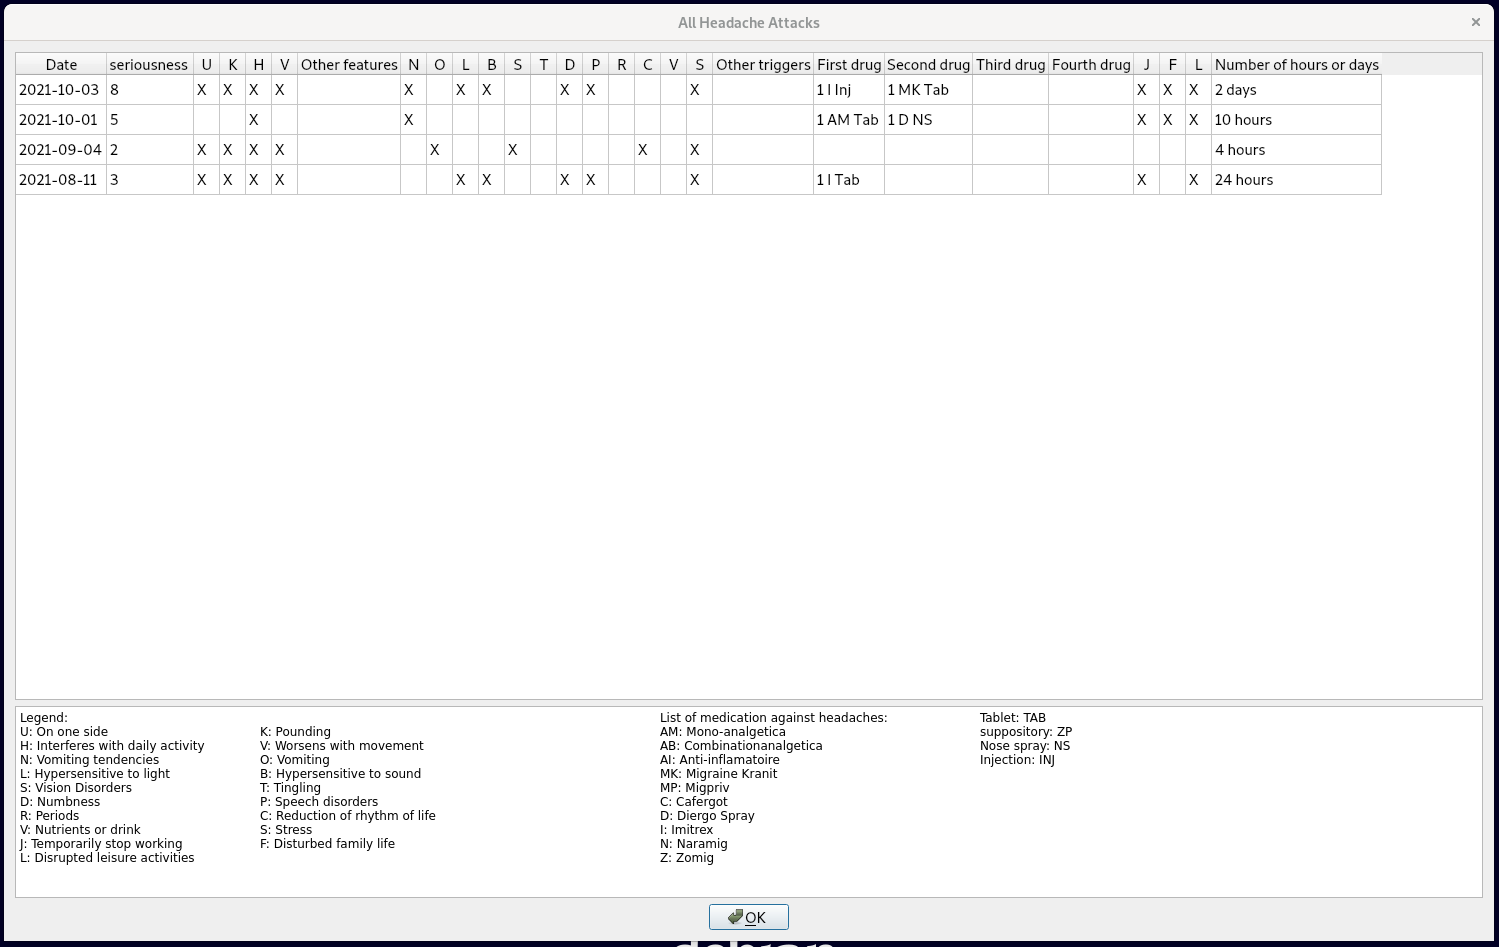 All Headache Attacks ×
Date seriousness U K H V Other features N O L B S T D P R C V S Other triggers First drug Second drug Third drug Fourth drug J F L Number of hours or days
2021-10-03 8 X X X X X X X X X X 1 I Inj 1 MK Tab X X X 2 days
2021-10-01 5 X X 1 AM Tab 1 D NS X X X 10 hours
2021-09-04 2 X X X X X X X X 4 hours
2021-08-11 3 X X X X X X X X X 1 I Tab X X 24 hours
Legend: List of medication against headaches: Tablet: TAB
U: On one side K: Pounding AM: Mono-analgetica suppository: ZP
H: Interferes with daily activity V: Worsens with movement AB: Combinationanalgetica Nose spray: NS
N: Vomiting tendencies O: Vomiting AI: Anti-inflamatoire Injection: INJ
L: Hypersensitive to light B: Hypersensitive to sound MK: Migraine Kranit
S: Vision Disorders T: Tingling MP: Migpriv
D: Numbness P: Speech disorders C: Cafergot
R: Periods C: Reduction of rhythm of life D: Diergo Spray
V: Nutrients or drink S: Stress I: Imitrex
J: Temporarily stop working F: Disturbed family life N: Naramig
L: Disrupted leisure activities Z: Zomig
OK
debian